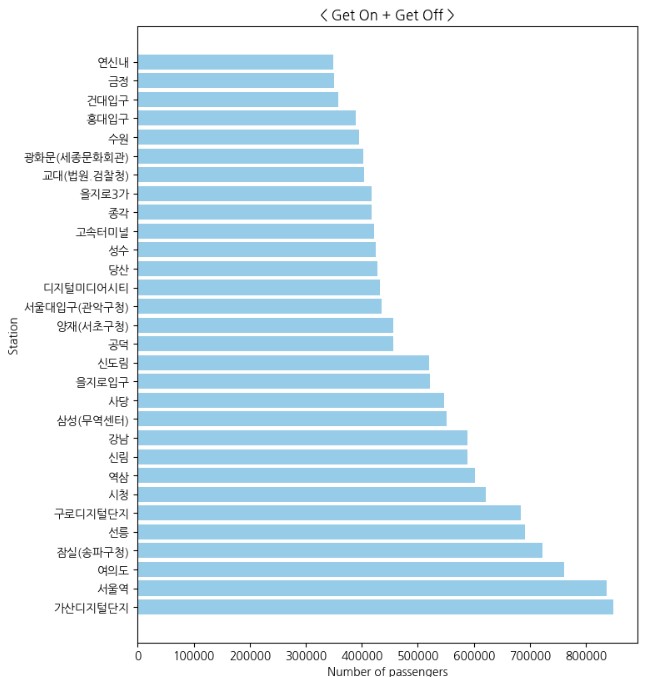 < Get On + Get Off >
연신내
금정
건대입구
홍대입구
수원
광화문(세종문화회관)
교대(법원.검찰청)
을지로3가
종각
고속터미널
성수
당산
디지털미디어시티
서울대입구(관악구청)
양재(서초구청)
공덕
신도림
을지로입구
사당
삼성(무역센터)
강남
신림
역삼
시청
구로디지털단지
선릉
잠실(송파구청)
여의도
서울역
가산디지털단지
Station
0 100000 200000 300000 400000 500000 600000 700000 800000
Number of passengers